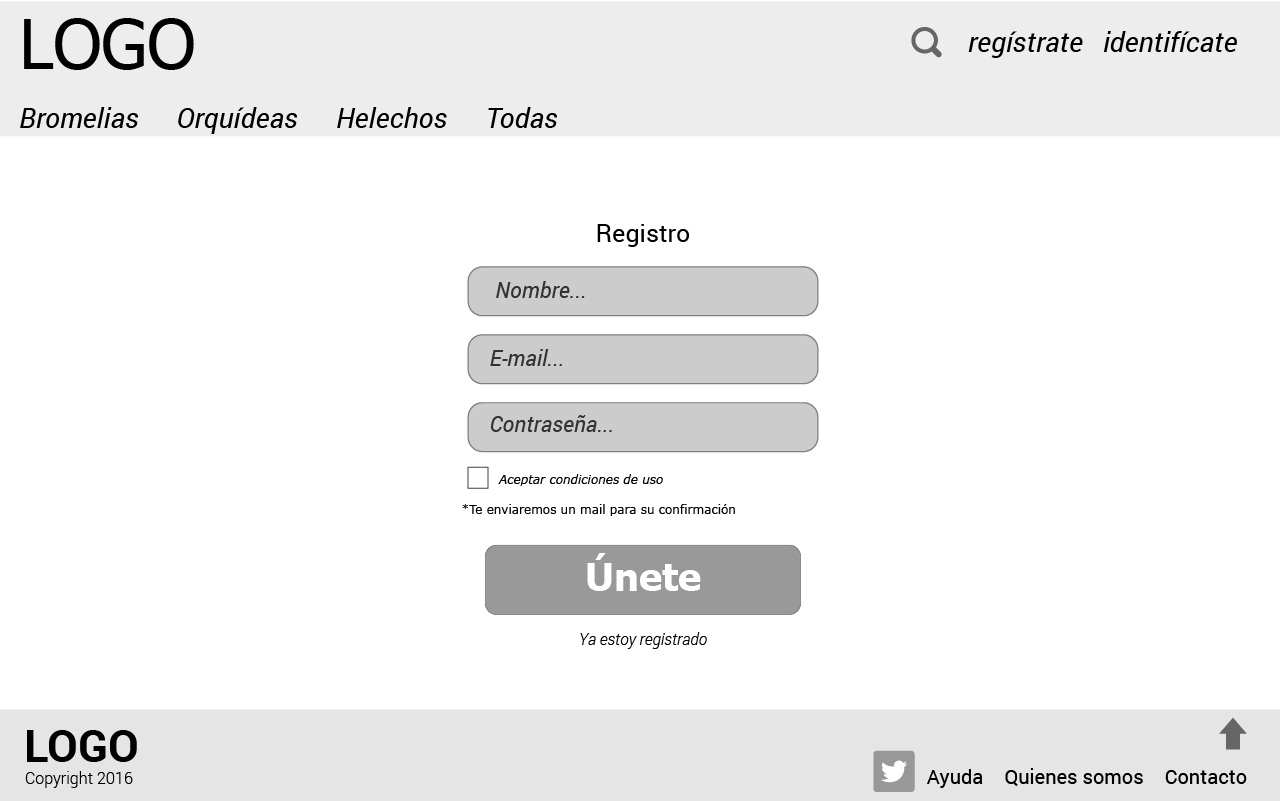 LOGO
regístrate identifícate
Bromelias Orquídeas Helechos Todas
Registro
Nombre...
E-mail...
Contraseña...
Aceptar condiciones de uso
*Te enviaremos un mail para su confirmación
Únete
Ya estoy registrado
LOGO
Copyright 2016
Ayuda Quienes somos Contacto